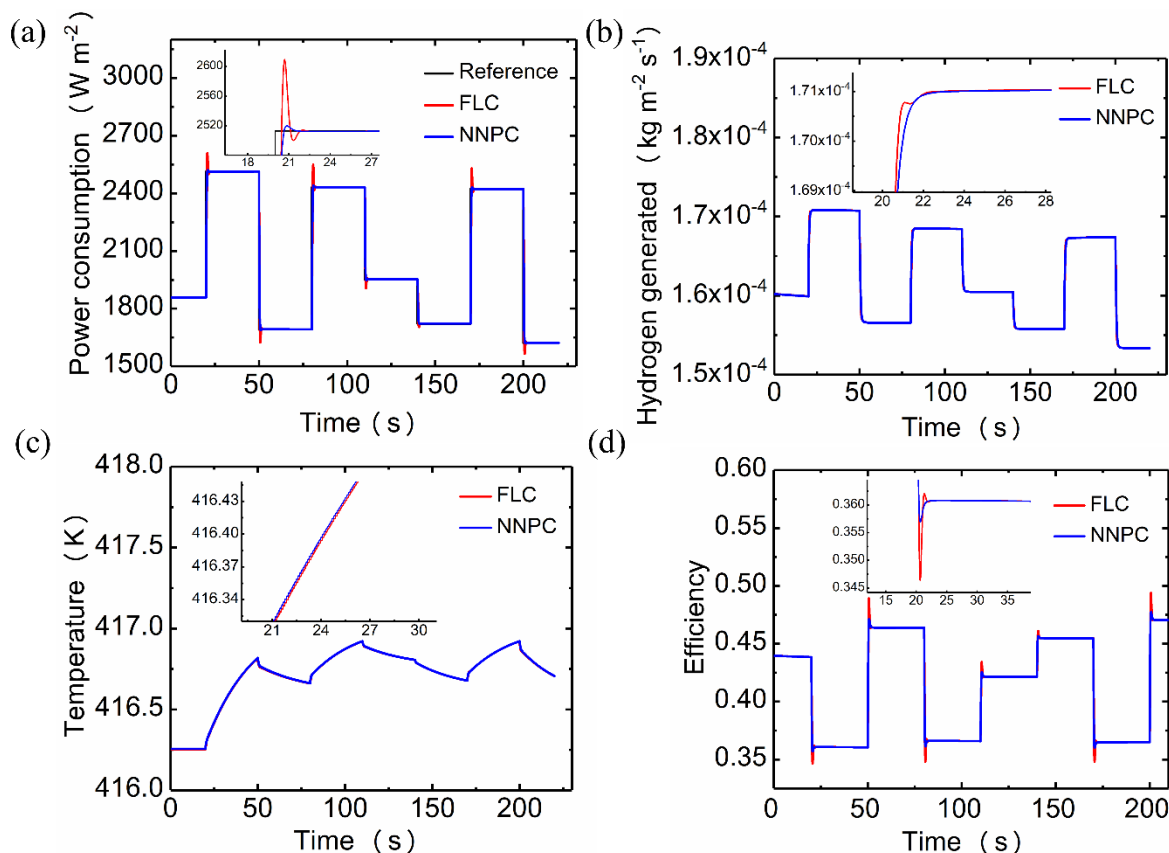 (a)
Power consumption (W m-2)
3100
2700
2400
2100
1800
1500
2600
2560
2520
18 21 24 27
Reference
FLC
NNPC
0 50 100 150 200
Time (s)
(b)
Hydrogen generated (kg m-2 s-1)
1.9x10-4
1.8x10-4
1.7x10-4
1.6x10-4
1.5x10-4
1.71x10-4
1.70x10-4
1.69x10-4
20 22 24 26 28
FLC
NNPC
0 50 100 150 200
Time (s)
(c)
Temperature (K)
418.0
417.5
417.0
416.5
416.0
416.43
416.40
416.37
416.34
21 24 27 30
FLC
NNPC
0 50 100 150 200
Time (s)
(d)
Efficiency
0.60
0.55
0.50
0.45
0.40
0.35
0.360
0.355
0.350
0.345
15 20 25 30 35
FLC
NNPC
0 50 100 150 200
Time (s)